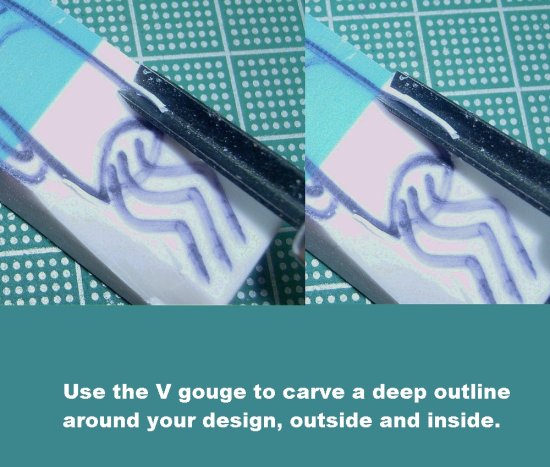 Use the V gouge to carve a deep outline
around your design, outside and inside.